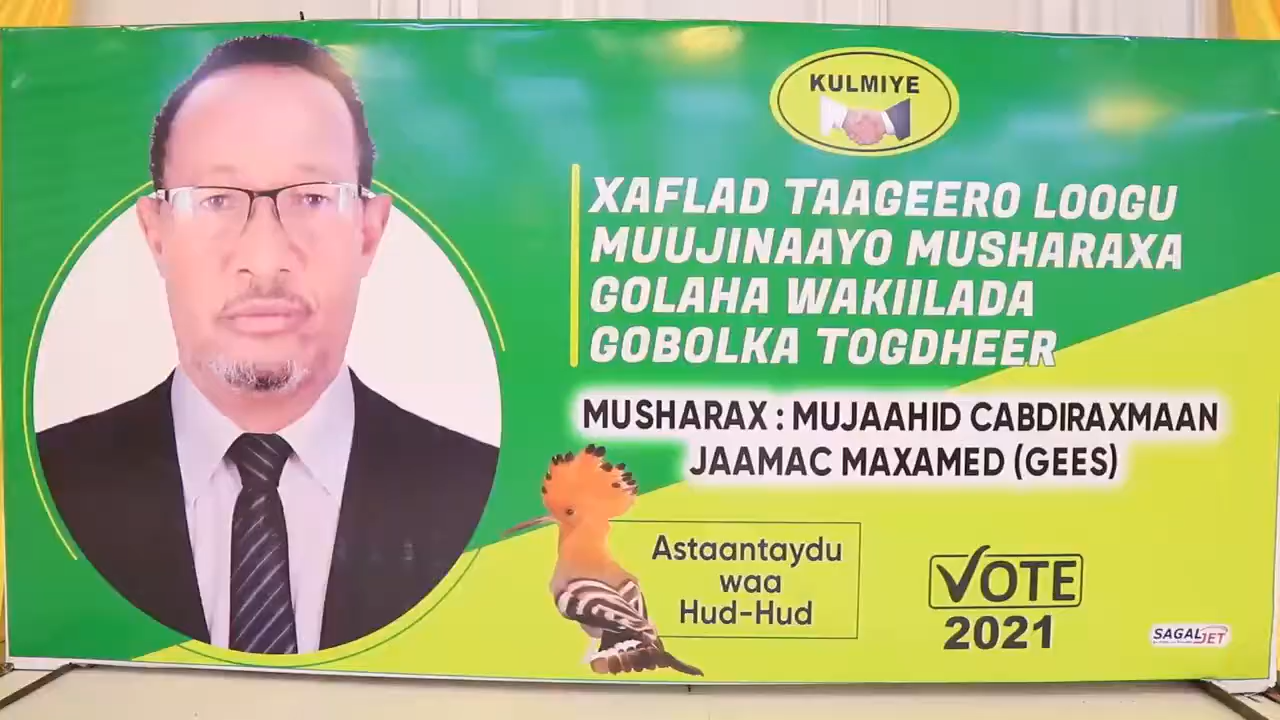 KULMIYE
XAFLAD TAAGEERO LOOGU
MUUJINAAYO MUSHARAXA
GOLAHA WAKIILADA
GOBOLKA TOGDHEER
MUSHARAX : MUJAAHID CABDIRAXMAAN
JAAMAC MAXAMED (GEES)
Astaantaydu
waa
Hud-Hud
VOTE
2021
SAGALJET